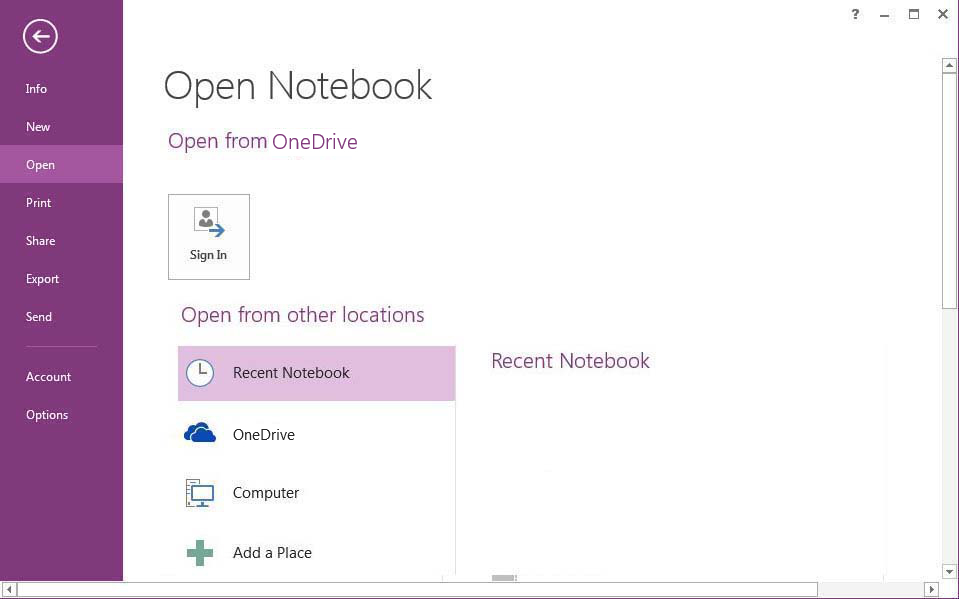 ?
Info
New
Open
Print
Share
Export
Send
Account
Options
Open Notebook
Open from OneDrive
Sign In
Open from other locations
Recent Notebook
OneDrive
Computer
Add a Place
Recent Notebook